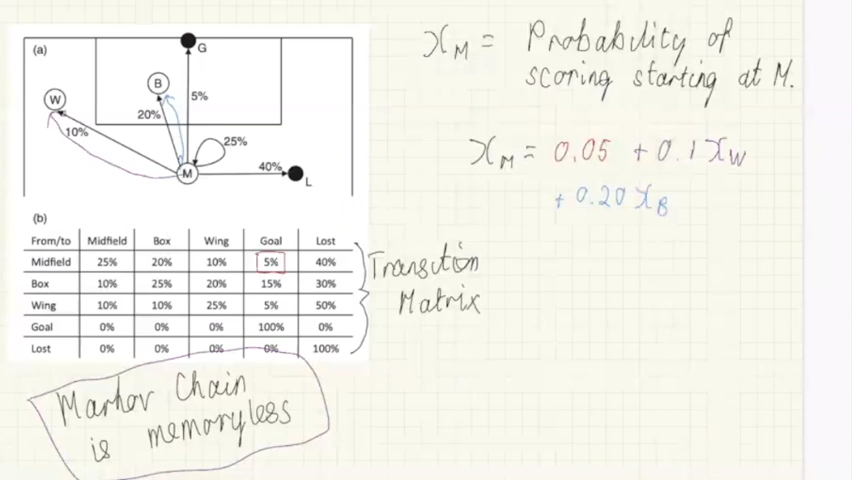 (a)
G
B
W
5%
20%
10%
25%
M
40%
L
(b)
From/to Midfield Box Wing Goal Lost
Midfield 25% 20% 10% 5% 40%
Box 10% 25% 20% 15% 30%
Wing 10% 10% 25% 5% 50%
Goal 0% 0% 0% 100% 0%
Lost 0% 0% 0% 0% 100%
Transition
Matrix
Markov Chain
is memoryless
x_M = Probability of
scoring starting at M.
x_M = 0.05 + 0.1 x_W
+ 0.20 x_B